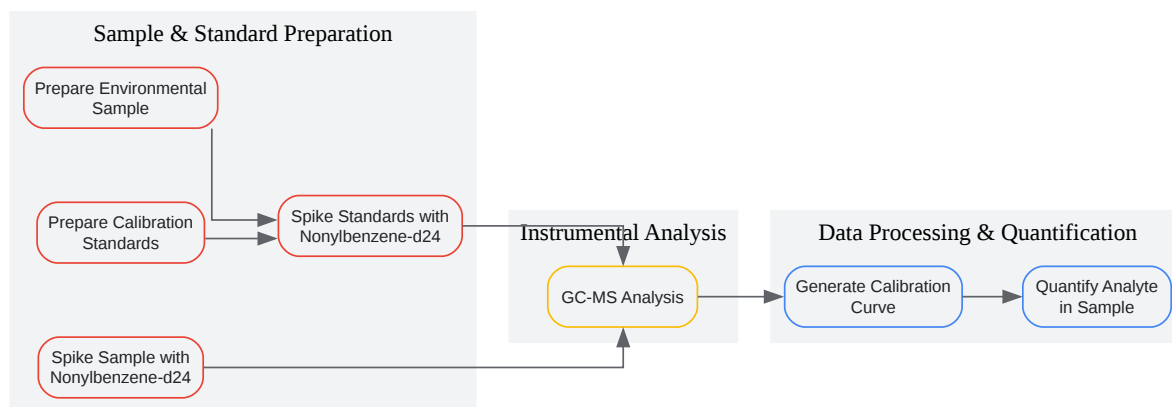 Sample & Standard Preparation
Prepare Environmental
Sample
Prepare Calibration
Standards
Spike Standards with
Nonylbenzene-d24
Spike Sample with
Nonylbenzene-d24
Instrumental Analysis
GC-MS Analysis
Data Processing & Quantification
Generate Calibration
Curve
Quantify Analyte
in Sample